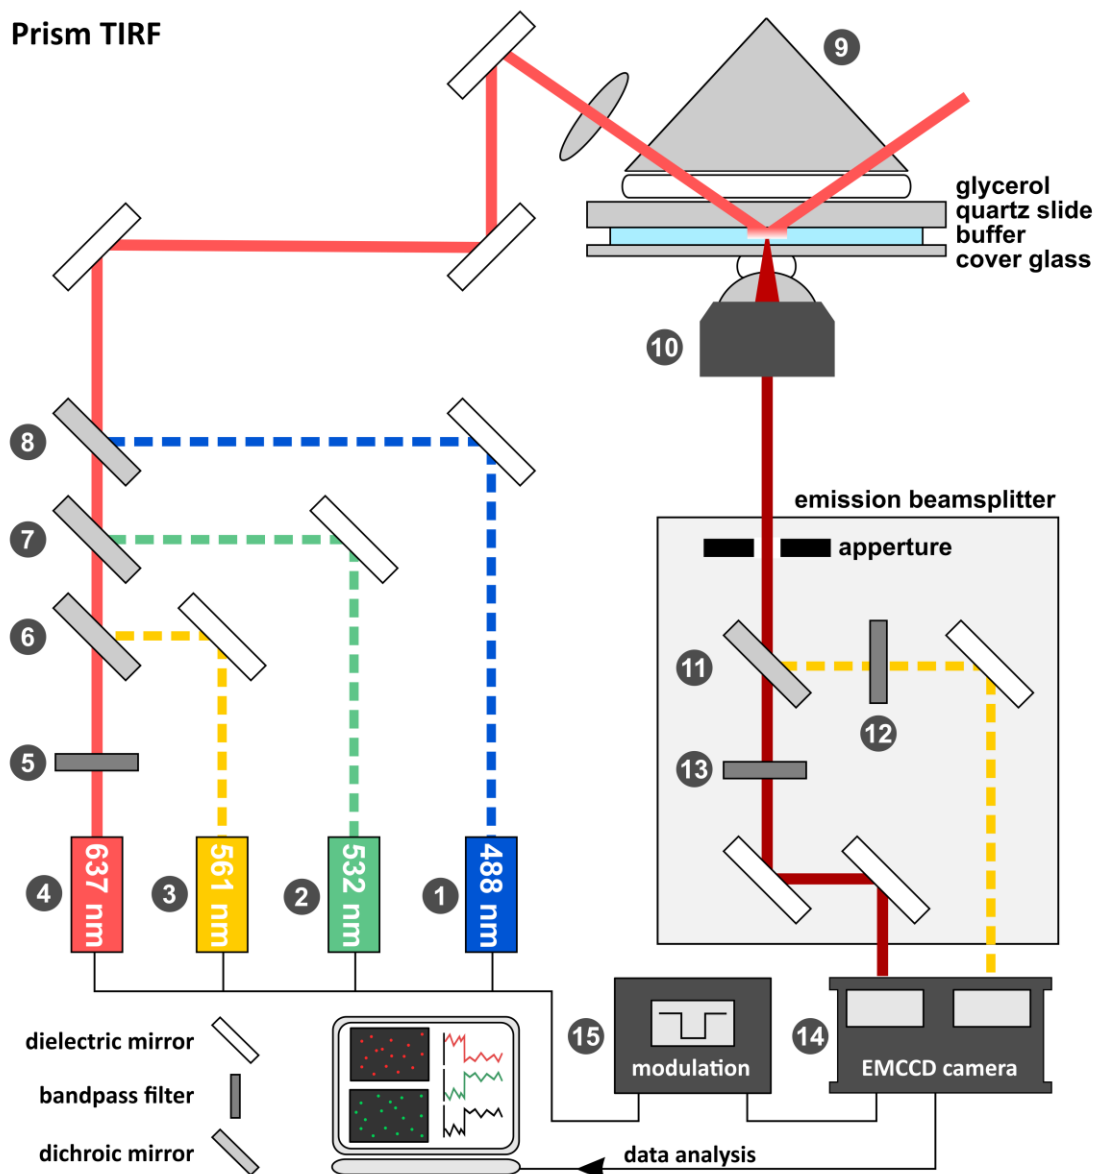 Prism TIRF
9
glycerol
quartz slide
buffer
cover glass
10
8
7
6
5
emission beamsplitter
apperture
11
12
13
637 nm
561 nm
532 nm
488 nm
4
3
2
1
15
modulation
14
EMCCD camera
dielectric mirror
bandpass filter
dichroic mirror
data analysis